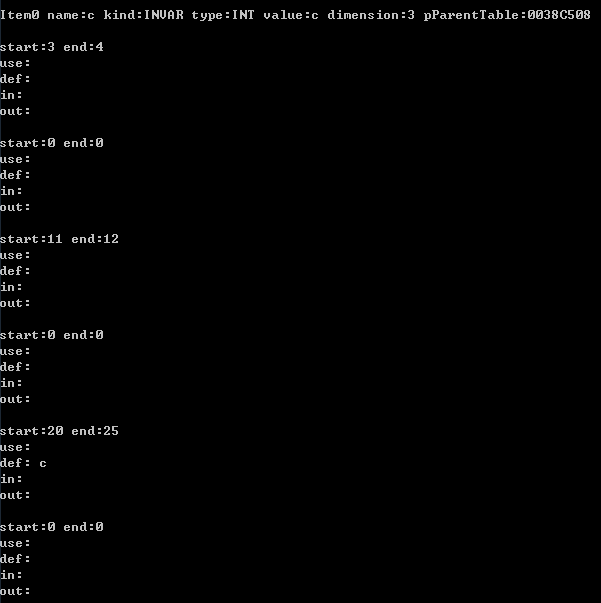 Item0 name:c kind:INVAR type:INT value:c dimension:3 pParentTable:0038C508
start:3 end:4
use:
def:
in:
out:
start:0 end:0
use:
def:
in:
out:
start:11 end:12
use:
def:
in:
out:
start:0 end:0
use:
def:
in:
out:
start:20 end:25
use:
def: c
in:
out:
start:0 end:0
use:
def:
in:
out: